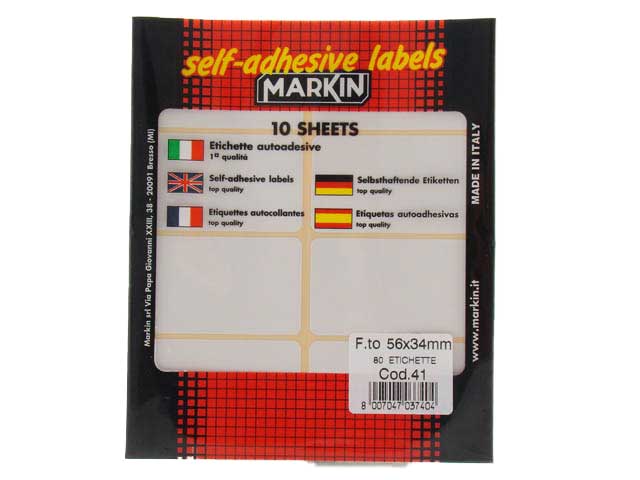 self-adhesive labels
MARKIN
10 SHEETS
Etichette autoadesive
1ª qualità
Self-adhesive labels
top quality
Selbsthaftende Etiketten
top quality
Etiquettes autocollantes
top quality
Etiquetas autoadhesivas
top quality
Markin srl Via Papa Giovanni XXIII, 38 - 20091 Bresso (MI)
MADE IN ITALY
www.markin.it
F.to 56x34mm
80 ETICHETTE
Cod.41
8 007047 037404